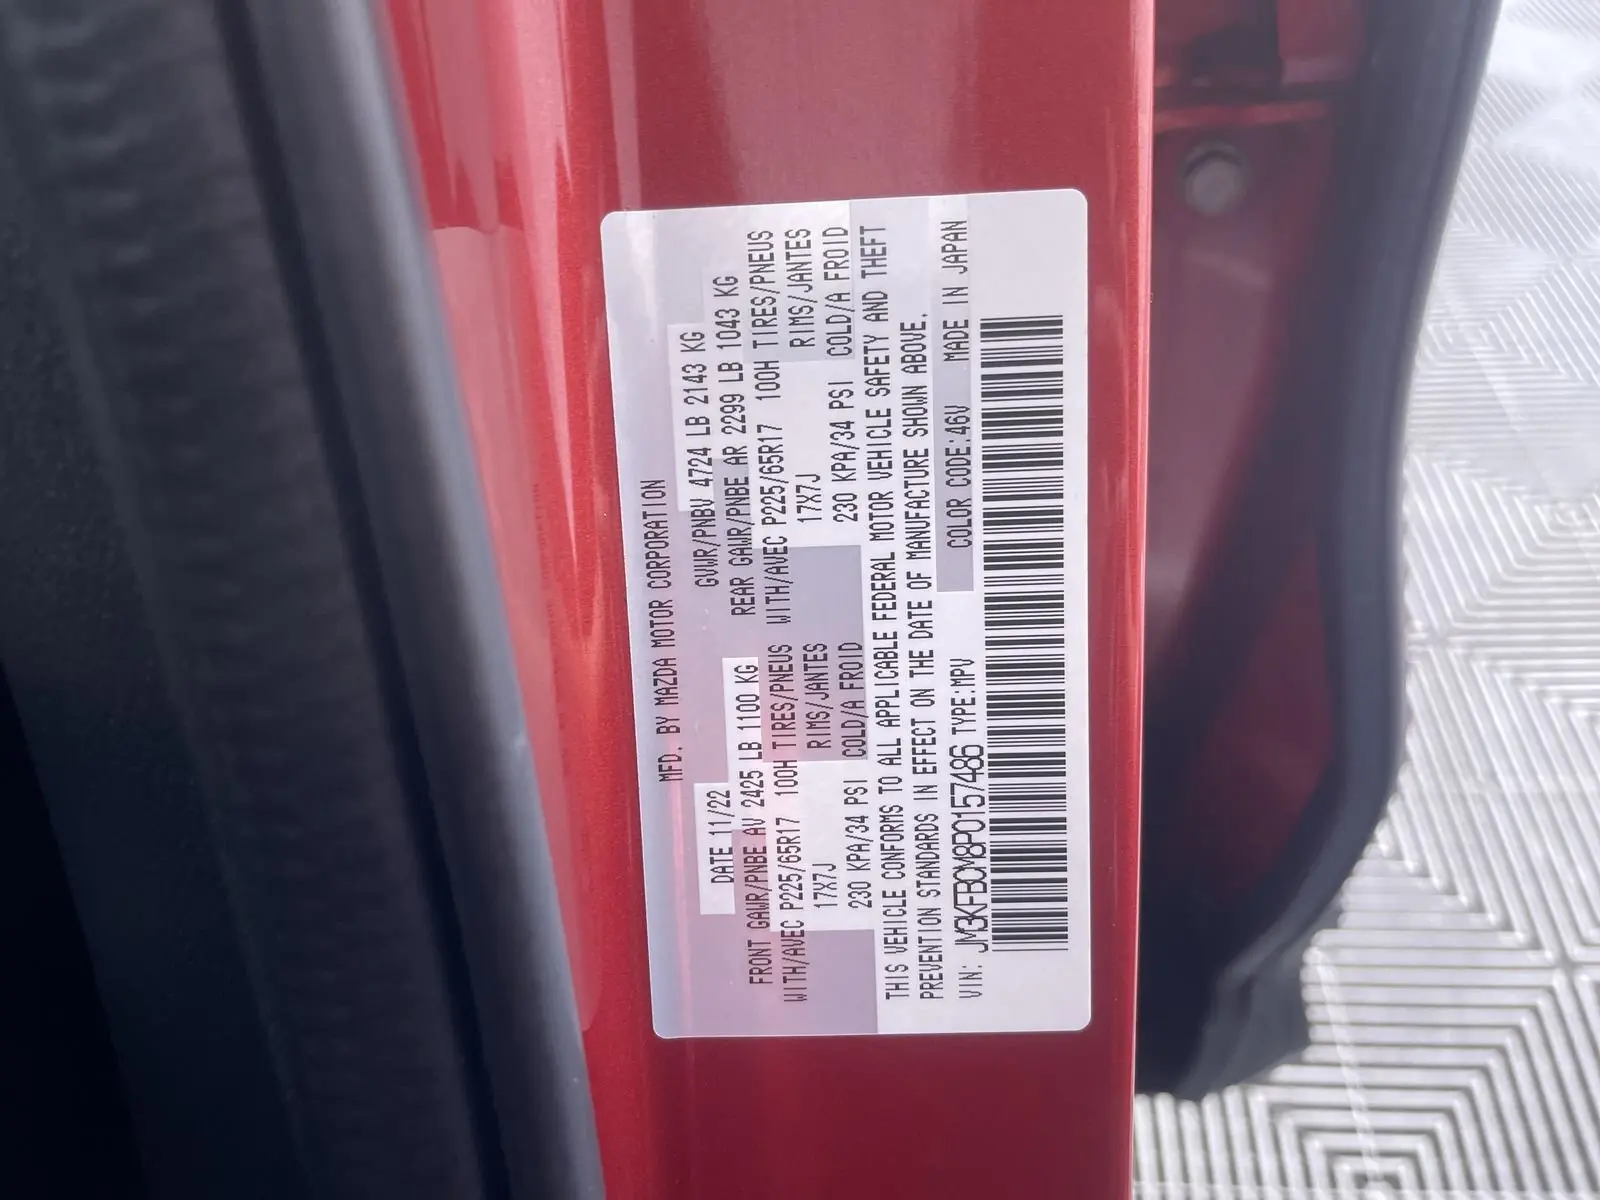 MFD. BY MAZDA MOTOR CORPORATION
DATE 11/22 GVWR/PNBV 4724 LB 2143 KG
FRONT GAWR/PNBE AV 2425 LB 1100 KG REAR GAWR/PNBE AR 2299 LB 1043 KG
WITH/AVEC P225/65R17 100H TIRES/PNEUS WITH/AVEC P225/65R17 100H TIRES/PNEUS
17X7J RIMS/JANTES 17X7J RIMS/JANTES
230 KPA/34 PSI COLD/A FROID 230 KPA/34 PSI COLD/A FROID
THIS VEHICLE CONFORMS TO ALL APPLICABLE FEDERAL MOTOR VEHICLE SAFETY AND THEFT
PREVENTION STANDARDS IN EFFECT ON THE DATE OF MANUFACTURE SHOWN ABOVE.
VIN: JM3KFBCM8P0157486 TYPE:MPV COLOR CODE:46V MADE IN JAPAN